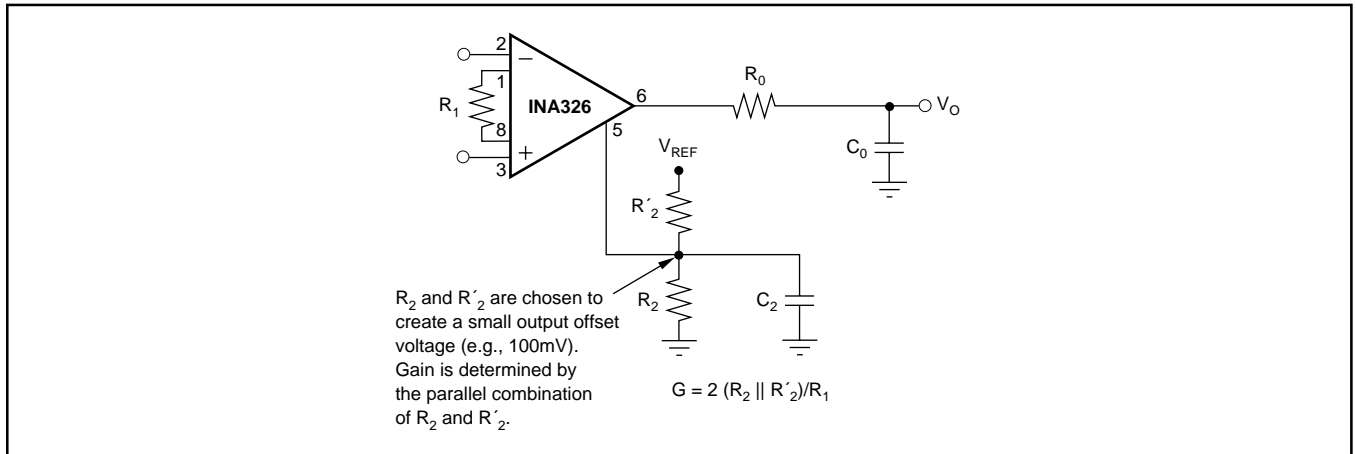 2
−
1
R1
8
+
3
INA326
6
5
R0
VO
C0
VREF
R´2
R2
C2
R2 and R´2 are chosen to
create a small output offset
voltage (e.g., 100mV).
Gain is determined by
the parallel combination
of R2 and R´2.
G = 2 (R2 || R´2)/R1